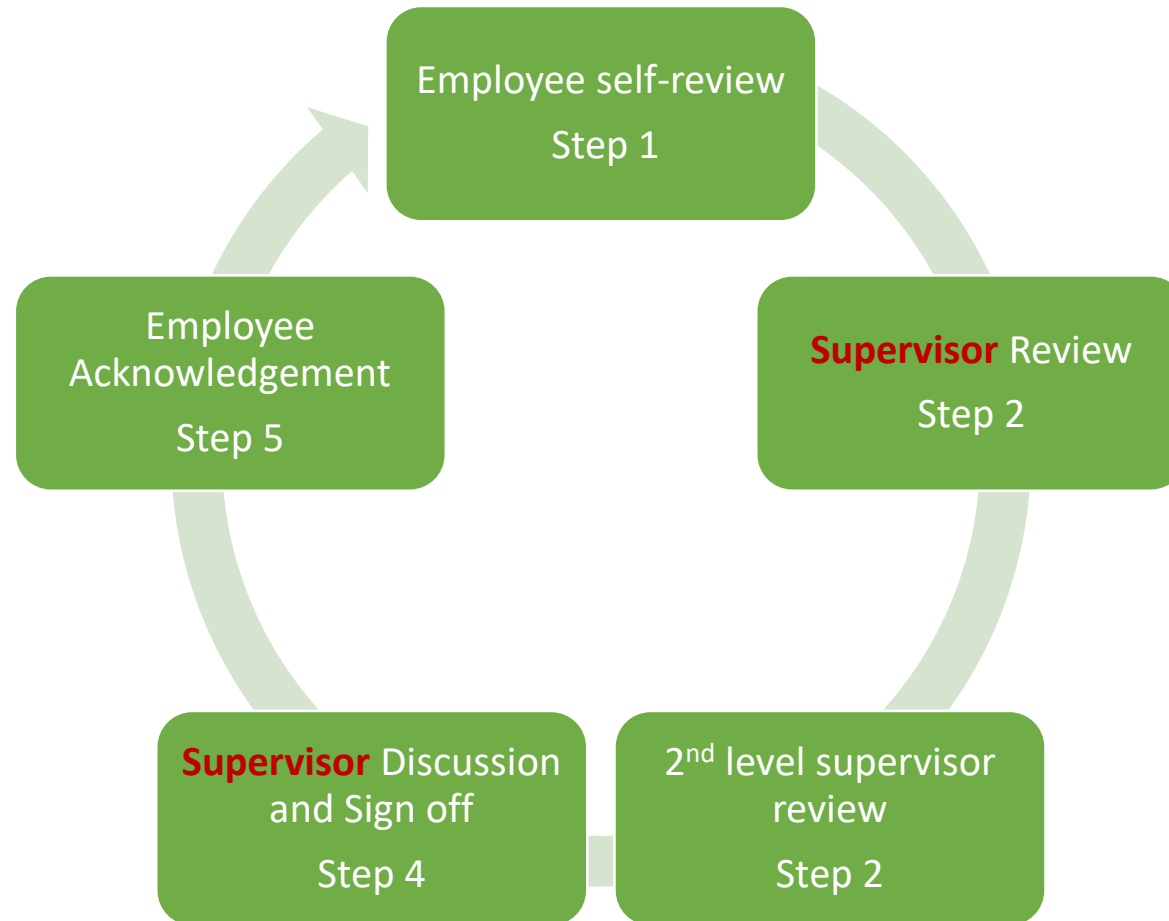 Employee self-review
Step 1
Supervisor Review
Step 2
2nd level supervisor
review
Step 2
Supervisor Discussion
and Sign off
Step 4
Employee
Acknowledgement
Step 5